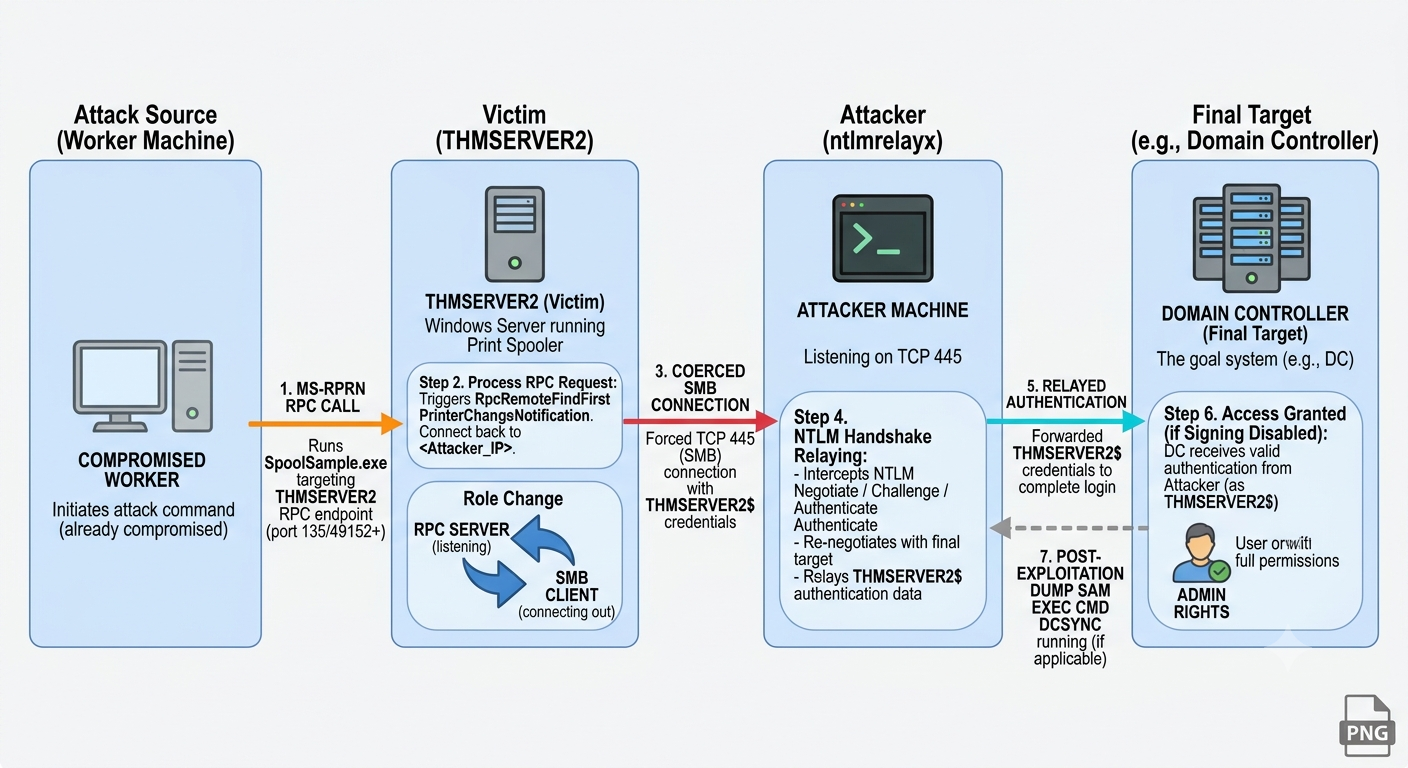 Attack Source
(Worker Machine)
COMPROMISED
WORKER
Initiates attack command
(already compromised)
1. MS-RPRN
RPC CALL
Runs
SpoolSample.exe
targeting
THMSERVER2
RPC endpoint
(port 135/49152+)
Victim
(THMSERVER2)
THMSERVER2 (Victim)
Windows Server running
Print Spooler
Step 2. Process RPC Request:
Triggers RpcRemoteFindFirst
PrinterChangsNotification.
Connect back to
<Attacker_IP>.
Role Change
RPC SERVER
(listening)
SMB
CLIENT
(connecting out)
3. COERCED
SMB
CONNECTION
Forced TCP 445
(SMB)
connection
with
THMSERVER2$
credentials
Attacker
(ntlmrelayx)
ATTACKER MACHINE
Listening on TCP 445
Step 4.
NTLM Handshake
Relaying:
- Intercepts NTLM
Negotiate / Challenge /
Authenticate
Authenticate
- Re-negotiates with final
target
- Relays THMSERVER2$
authentication data
5. RELAYED
AUTHENTICATION
Forwarded
THMSERVER2$
credentials to
complete login
7. POST-
EXPLOITATION
DUMP SAM
EXEC CMD
DCSYNC
running (if
applicable)
Final Target
(e.g., Domain Controller)
DOMAIN CONTROLLER
(Final Target)
The goal system (e.g., DC)
Step 6. Access Granted
(if Signing Disabled):
DC receives valid
authentication from
Attacker (as
THMSERVER2$)
User
full permissions
ADMIN
RIGHTS
PNG